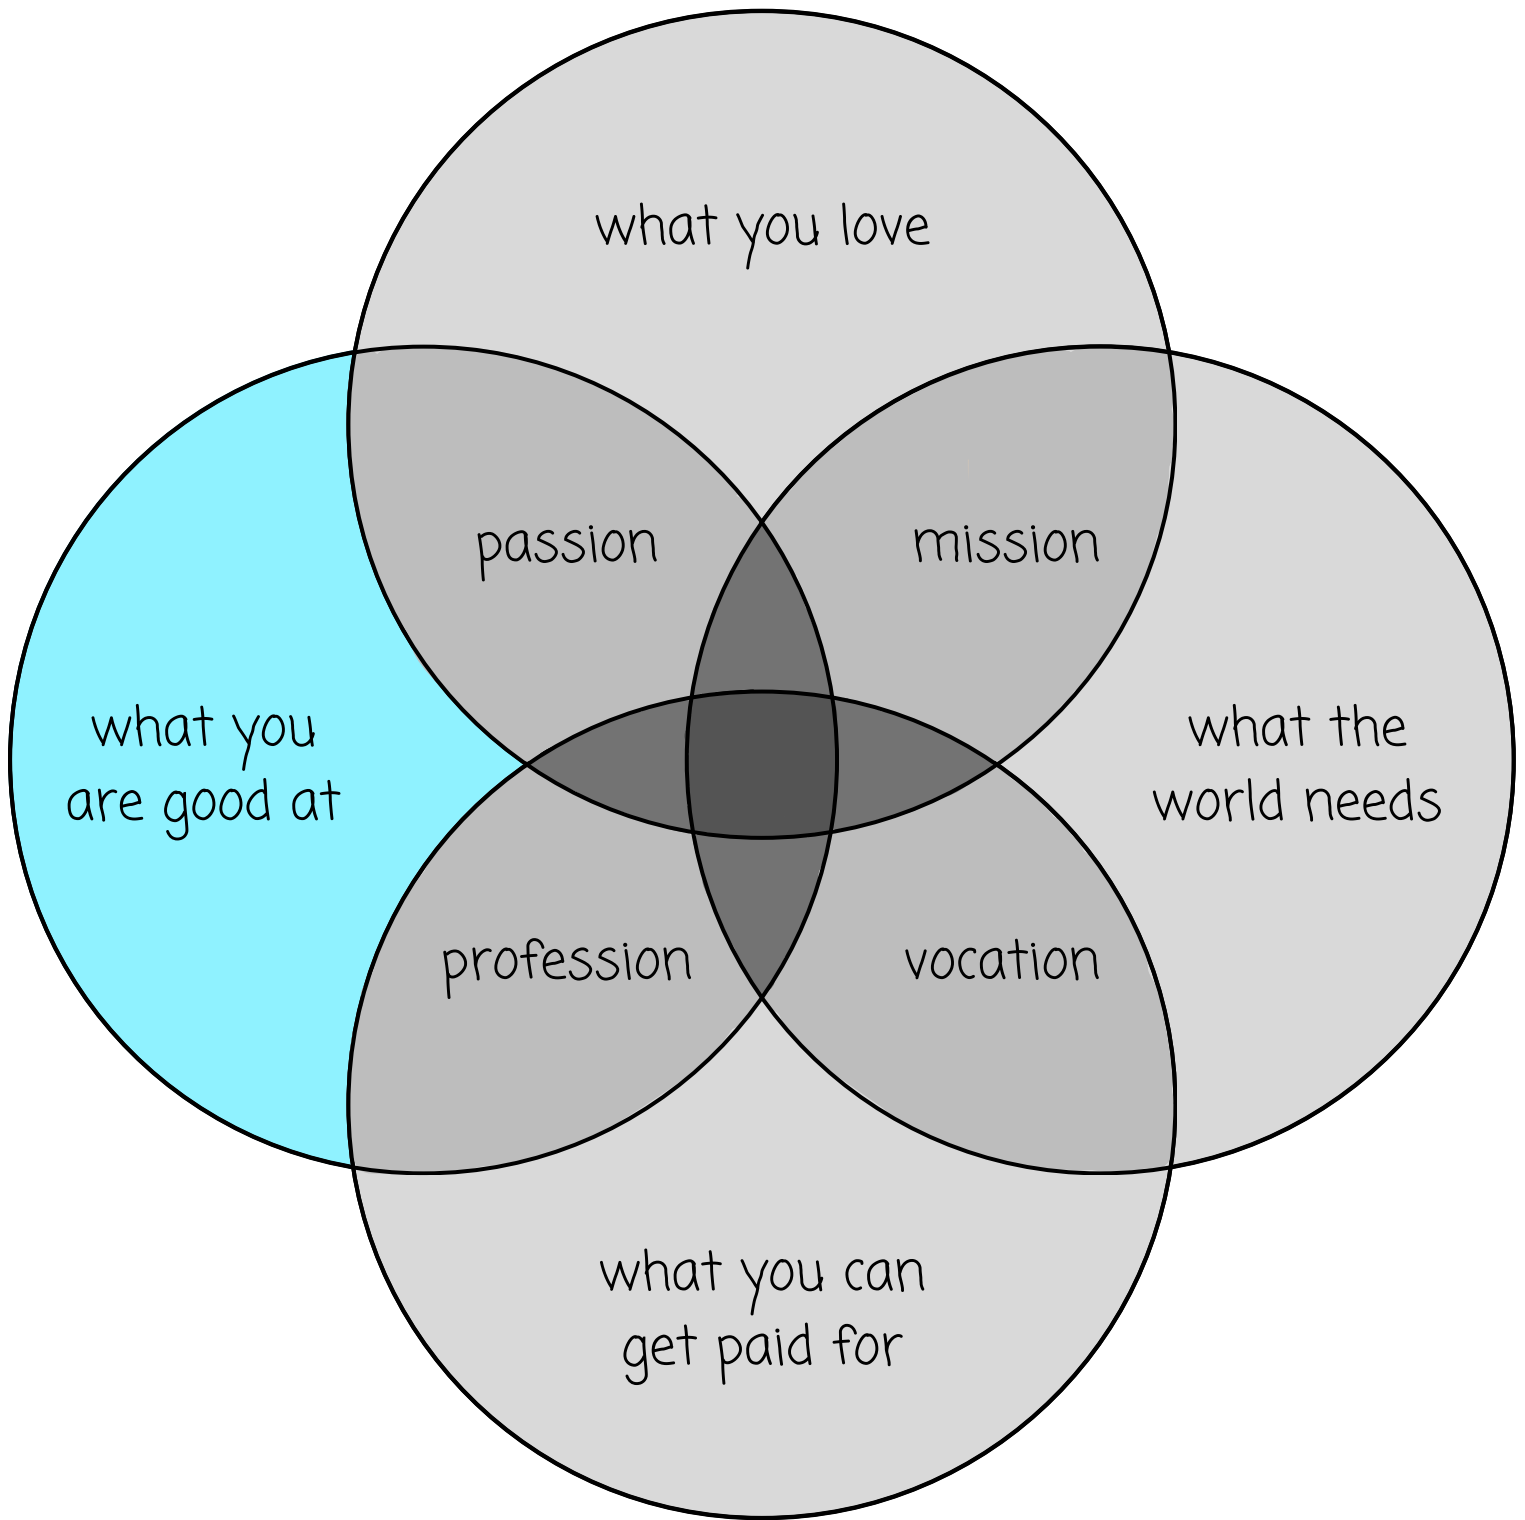 what you love
passion
mission
what you
are good at
what the
world needs
profession
vocation
what you can
get paid for